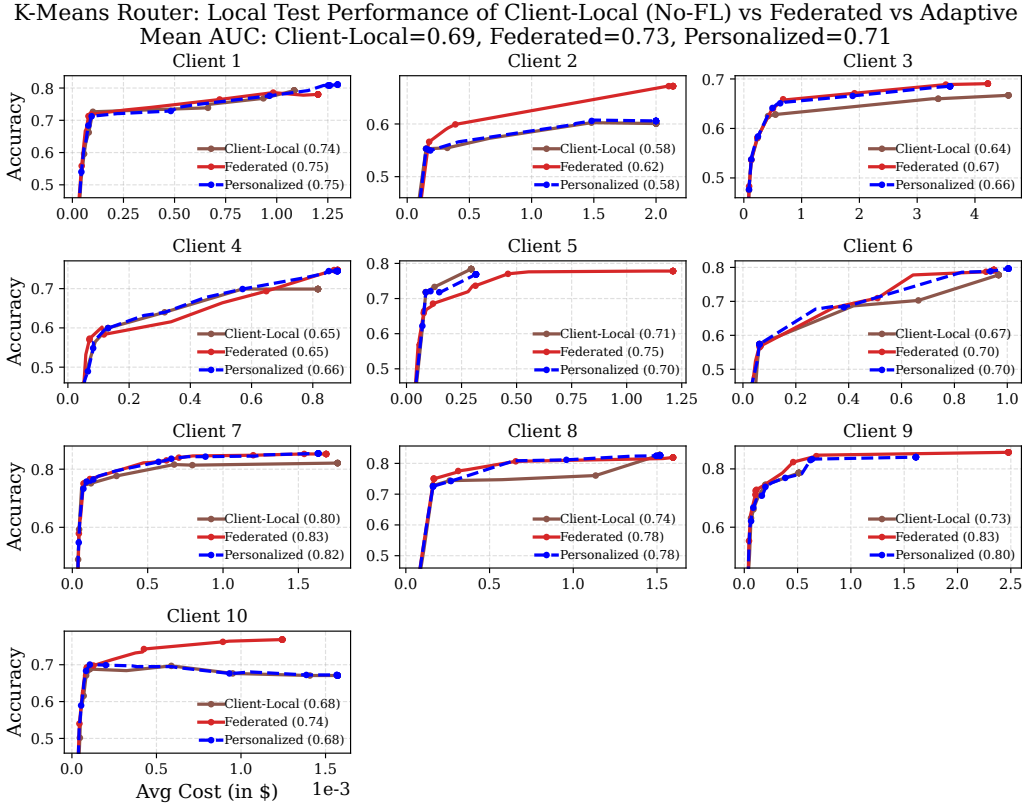 K-Means Router: Local Test Performance of Client-Local (No-FL) vs Federated vs Adaptive
Mean AUC: Client-Local=0.69, Federated=0.73, Personalized=0.71
Client 1
0.8
0.7
0.6
0.5
Accuracy
Client-Local (0.74)
Federated (0.75)
Personalized (0.75)
0.00 0.25 0.50 0.75 1.00 1.25
Client 2
0.6
0.5
Client-Local (0.58)
Federated (0.62)
Personalized (0.58)
0.0 0.5 1.0 1.5 2.0
Client 3
0.7
0.6
0.5
Client-Local (0.64)
Federated (0.67)
Personalized (0.66)
0 1 2 3 4
Client 4
0.7
0.6
0.5
Accuracy
Client-Local (0.65)
Federated (0.65)
Personalized (0.66)
0.0 0.2 0.4 0.6 0.8
Client 5
0.8
0.7
0.6
0.5
Client-Local (0.71)
Federated (0.75)
Personalized (0.70)
0.00 0.25 0.50 0.75 1.00 1.25
Client 6
0.8
0.7
0.6
0.5
Client-Local (0.67)
Federated (0.70)
Personalized (0.70)
0.0 0.2 0.4 0.6 0.8 1.0
Client 7
0.8
0.6
Accuracy
Client-Local (0.80)
Federated (0.83)
Personalized (0.82)
0.0 0.5 1.0 1.5
Client 8
0.8
0.7
0.6
0.5
Client-Local (0.74)
Federated (0.78)
Personalized (0.78)
0.0 0.5 1.0 1.5
Client 9
0.8
0.6
Client-Local (0.73)
Federated (0.83)
Personalized (0.80)
0.0 0.5 1.0 1.5 2.0 2.5
Client 10
0.7
0.6
0.5
Accuracy
Client-Local (0.68)
Federated (0.74)
Personalized (0.68)
0.0 0.5 1.0 1.5
Avg Cost (in $) 1e-3